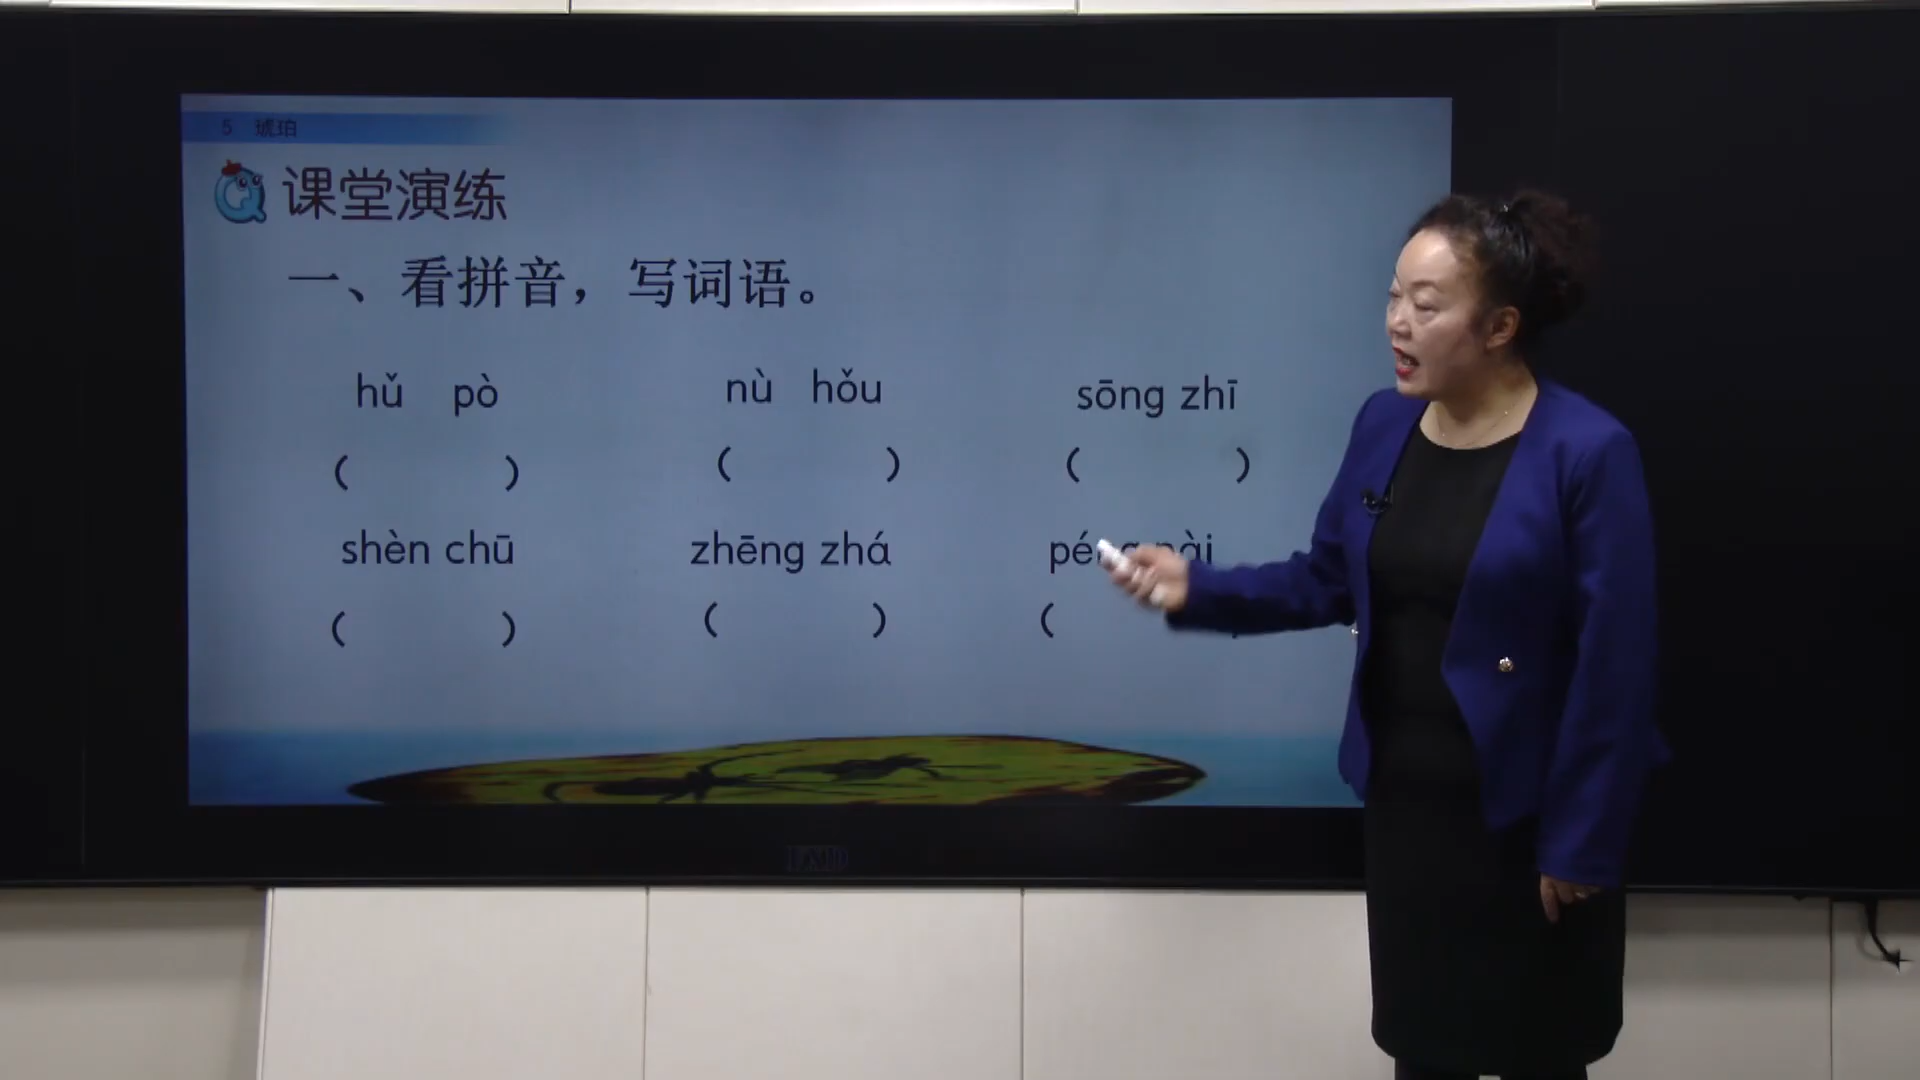 5 琥珀
课堂演练
一、看拼音，写词语。
hǔ pò nù hǒu sōng zhī
( ) ( ) ( )
shèn chū zhēng zhá
( ) ( ) (